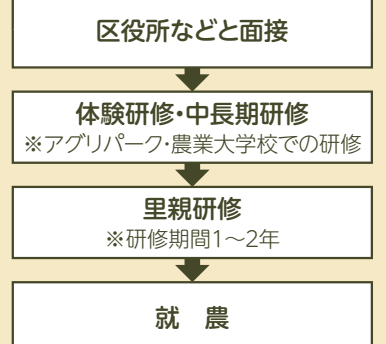 区役所などと面接
体験研修・中長期研修
※アグリパーク・農業大学校での研修
里親研修
※研修期間1〜2年
就　農